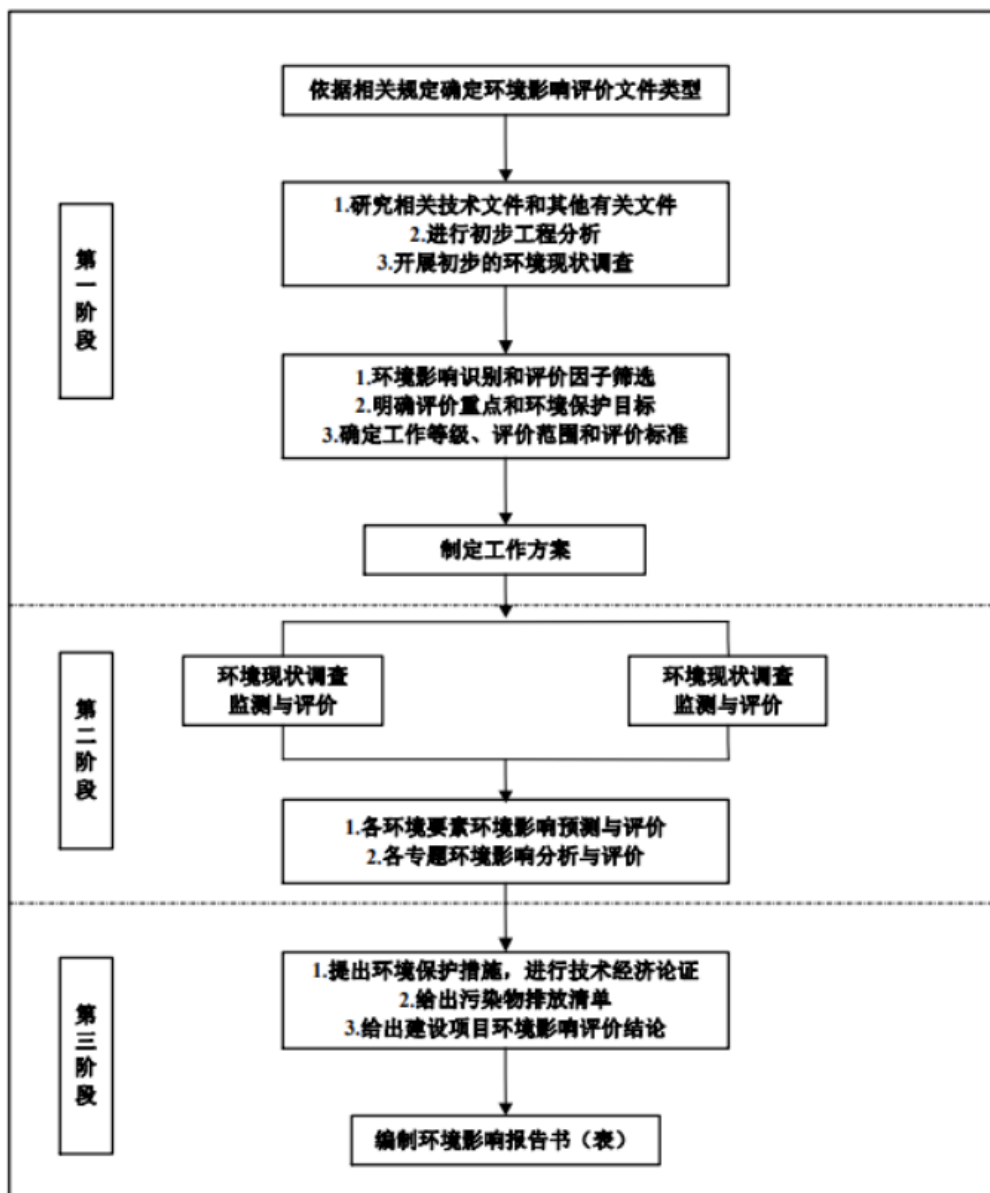 依据相关规定确定环境影响评价文件类型
第一阶段
1.研究相关技术文件和其他有关文件
2.进行初步工程分析
3.开展初步的环境现状调查
1.环境影响识别和评价因子筛选
2.明确评价重点和环境保护目标
3.确定工作等级、评价范围和评价标准
制定工作方案
第二阶段
环境现状调查
监测与评价
环境现状调查
监测与评价
1.各环境要素环境影响预测与评价
2.各专题环境影响分析与评价
第三阶段
1.提出环境保护措施，进行技术经济论证
2.给出污染物排放清单
3.给出建设项目环境影响评价结论
编制环境影响报告书（表）